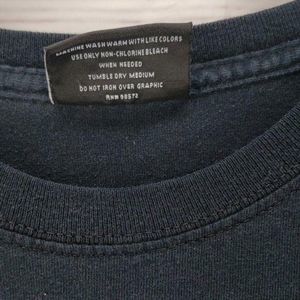 MACHINE WASH WARM WITH LIKE COLORS
USE ONLY NON-CHLORINE BLEACH
WHEN NEEDED
TUMBLE DRY MEDIUM
DO NOT IRON OVER GRAPHIC
RN# 98572